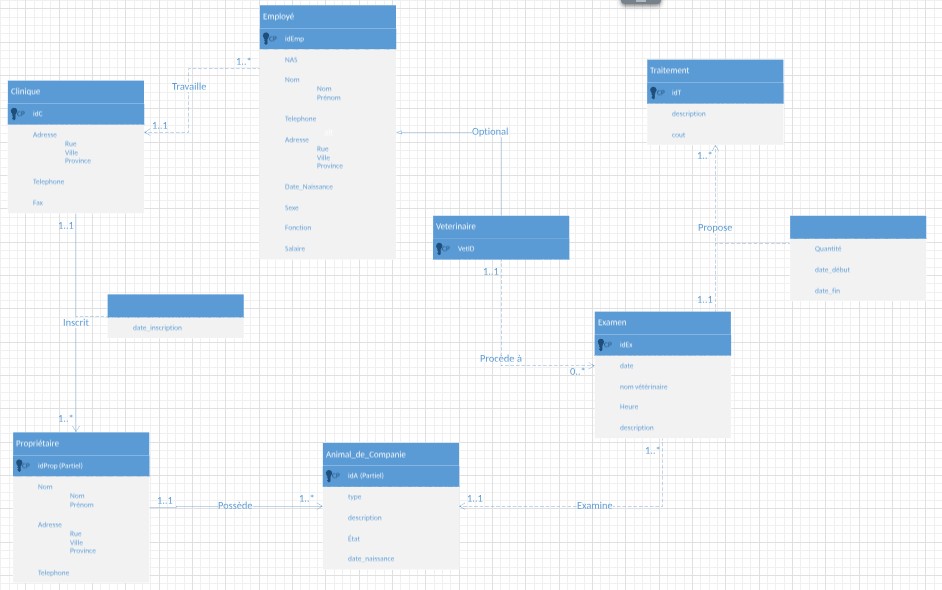 Employé
CP idEmp
NAS
Nom
Nom
Prénom
Telephone
Adresse
Rue
Ville
Province
Date_Naissance
Sexe
Fonction
Salaire
1..*
Travaille
1..1
Clinique
CP idC
Adresse
Rue
Ville
Province
Telephone
Fax
1..1
Optional
Traitement
CP idT
description
cout
1..*
Propose
1..1
Quantité
date_début
date_fin
Veterinaire
CP VetID
1..1
Procède à
0..*
Examen
CP idEx
date
nom vétérinaire
Heure
description
1..*
date_inscription
Inscrit
1..*
Propriétaire
CP idProp (Partiel)
Nom
Nom
Prénom
Adresse
Rue
Ville
Province
Telephone
1..1
Possède
1..*
Animal_de_Companie
CP idA (Partiel)
type
description
État
date_naissance
1..1
Examine